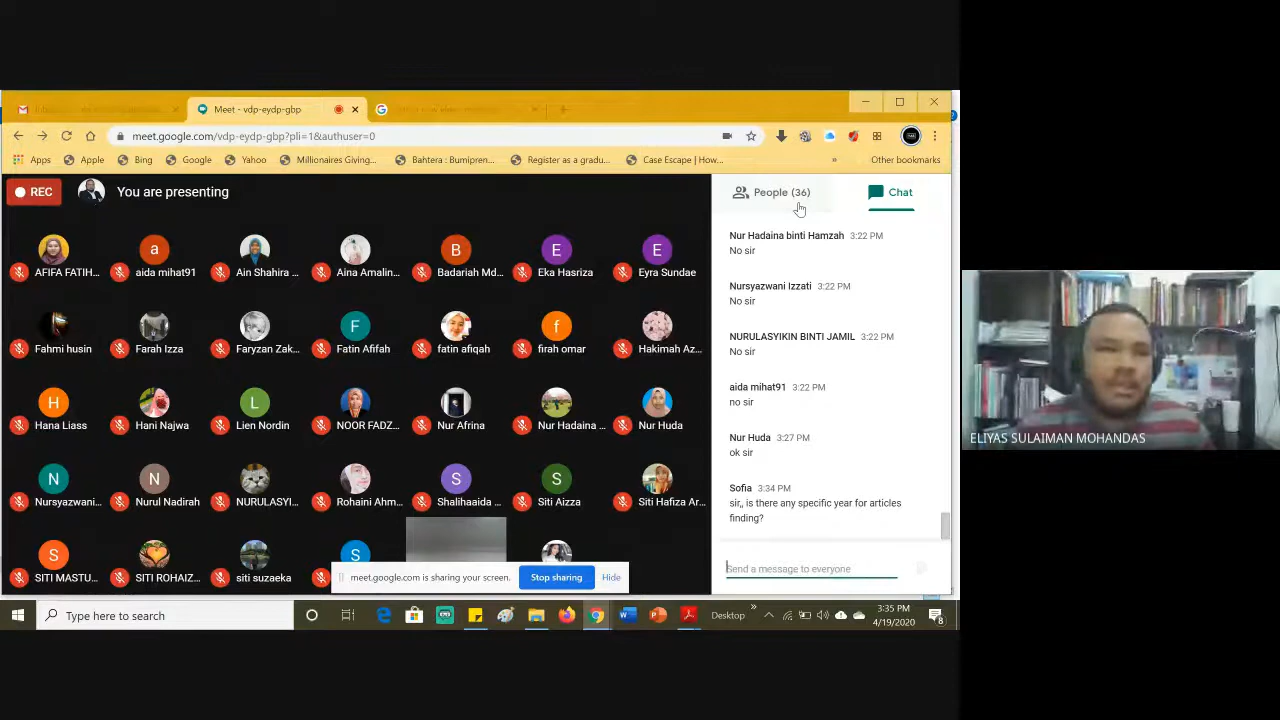 Meet - vdp-eydp-gbp
meet.google.com/vdp-eydp-gbp?pli=1&authuser=0
Apps Apple Bing Google Yahoo Millionaires Giving... Bahtera : Bumipren... Register as a gradu... Case Escape | How... » Other bookmarks
REC You are presenting
People (36) Chat
a B E E
AFIFA FATIH... aida mihat91 Ain Shahira ... Aina Amalin... Badariah Md... Eka Hasriza Eyra Sundae
F f
Fahmi husin Farah Izza Faryzan Zak... Fatin Afifah fatin afiqah firah omar Hakimah Az...
H L
Hana Liass Hani Najwa Lien Nordin NOOR FADZ... Nur Afrina Nur Hadaina ... Nur Huda
N N S S
Nursyazwani... Nurul Nadirah NURULASYI... Rohaini Ahm... Shalihaaida ... Siti Aizza Siti Hafiza Ar...
S S
SITI MASTU... SITI ROHAIZ... siti suzaeka
Nur Hadaina binti Hamzah 3:22 PM
No sir
Nursyazwani Izzati 3:22 PM
No sir
NURULASYIKIN BINTI JAMIL 3:22 PM
No sir
aida mihat91 3:22 PM
no sir
Nur Huda 3:27 PM
ok sir
Sofia 3:34 PM
sir,, is there any specific year for articles
finding?
Send a message to everyone
meet.google.com is sharing your screen. Stop sharing Hide
ELIYAS SULAIMAN MOHANDAS
Type here to search
Desktop » 3:35 PM
4/19/2020
8